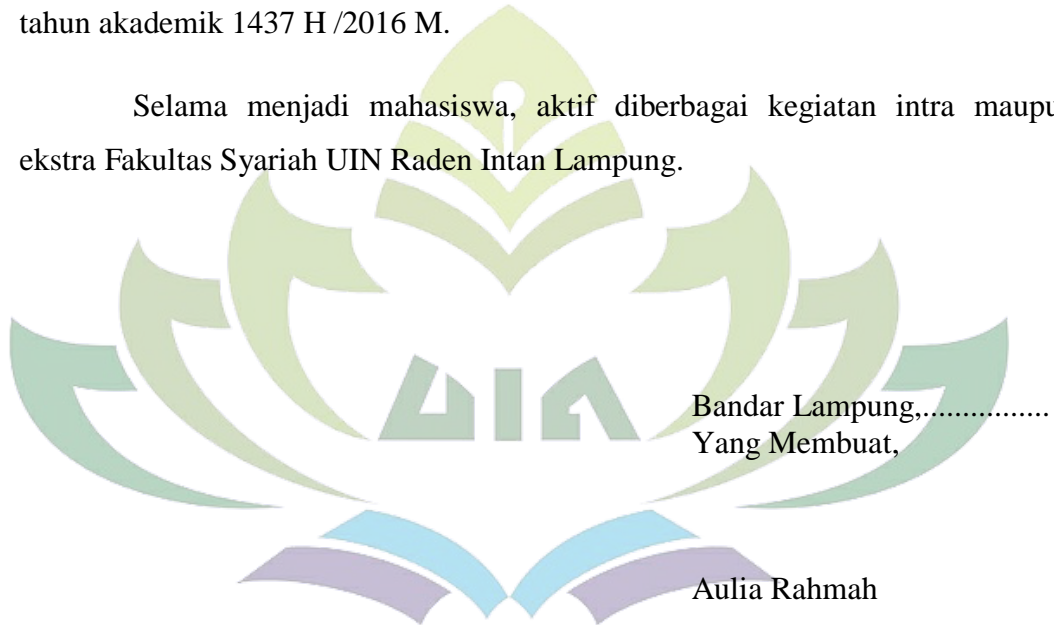 tahun akademik 1437 H /2016 M.
Selama menjadi mahasiswa, aktif diberbagai kegiatan intra maupu
ekstra Fakultas Syariah UIN Raden Intan Lampung.
UIN
Bandar Lampung,................
Yang Membuat,
Aulia Rahmah